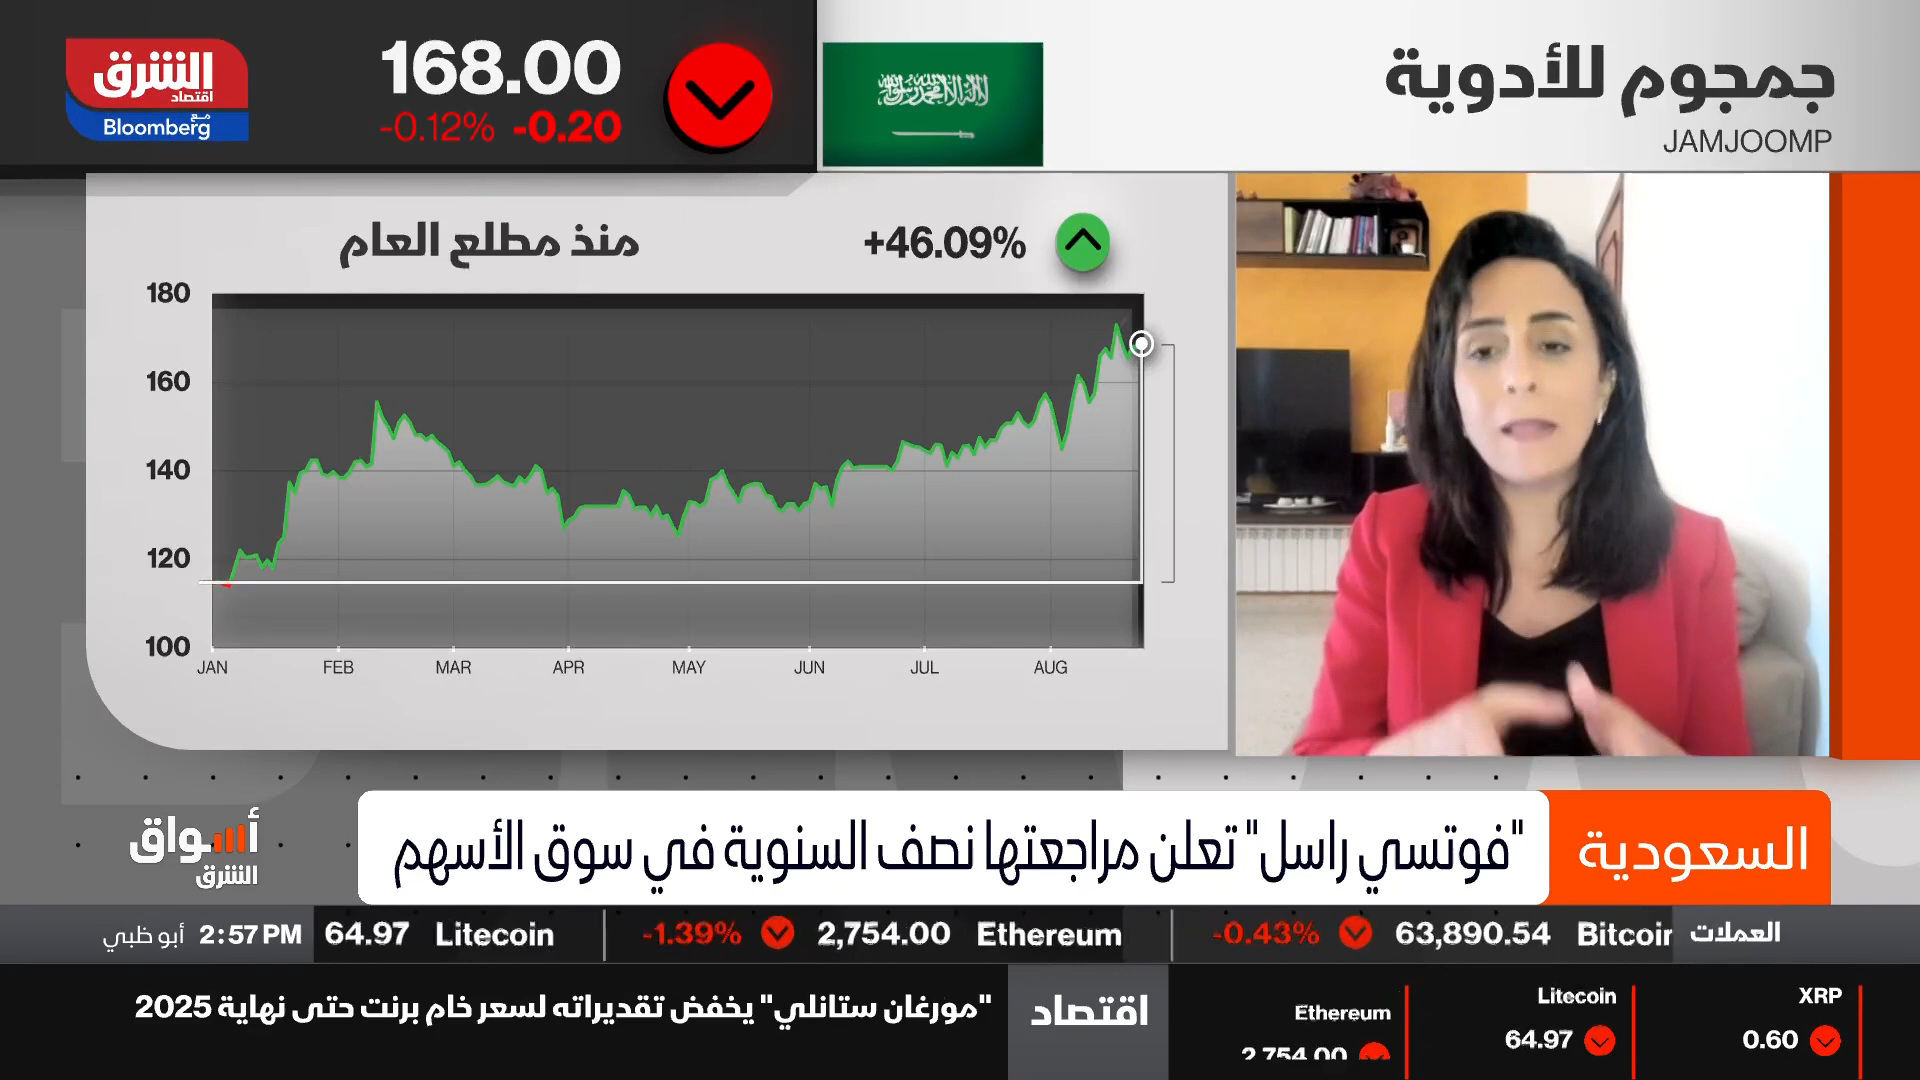 الشرق
اقتصاد
مع
Bloomberg
168.00
-0.12% -0.20
جمجوم للأدوية
JAMJOOMP
منذ مطلع العام
+46.09%
180
160
140
120
100
JAN FEB MAR APR MAY JUN JUL AUG
أسواق
الشرق
السعودية
"فوتسي راسل" تعلن مراجعتها نصف السنوية في سوق الأسهم
العملات
Bitcoin 63,890.54 -0.43%
Ethereum 2,754.00 -1.39%
Litecoin 64.97
2:57 PM أبو ظبي
XRP
0.60
Litecoin
64.97
Ethereum
2,754.00
اقتصاد
"مورغان ستانلي" يخفض تقديراته لسعر خام برنت حتى نهاية 2025